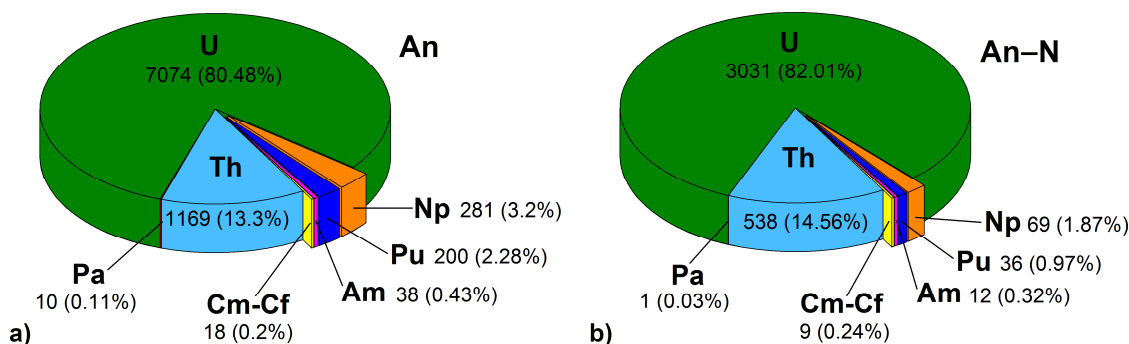 U
An
7074 (80.48%)
Th
1169 (13.3%)
Np 281 (3.2%)
Pu 200 (2.28%)
Am 38 (0.43%)
Pa
10 (0.11%)
Cm-Cf
18 (0.2%)
a)
U
An–N
3031 (82.01%)
Th
538 (14.56%)
Np 69 (1.87%)
Pu 36 (0.97%)
Am 12 (0.32%)
Pa
1 (0.03%)
Cm-Cf
9 (0.24%)
b)